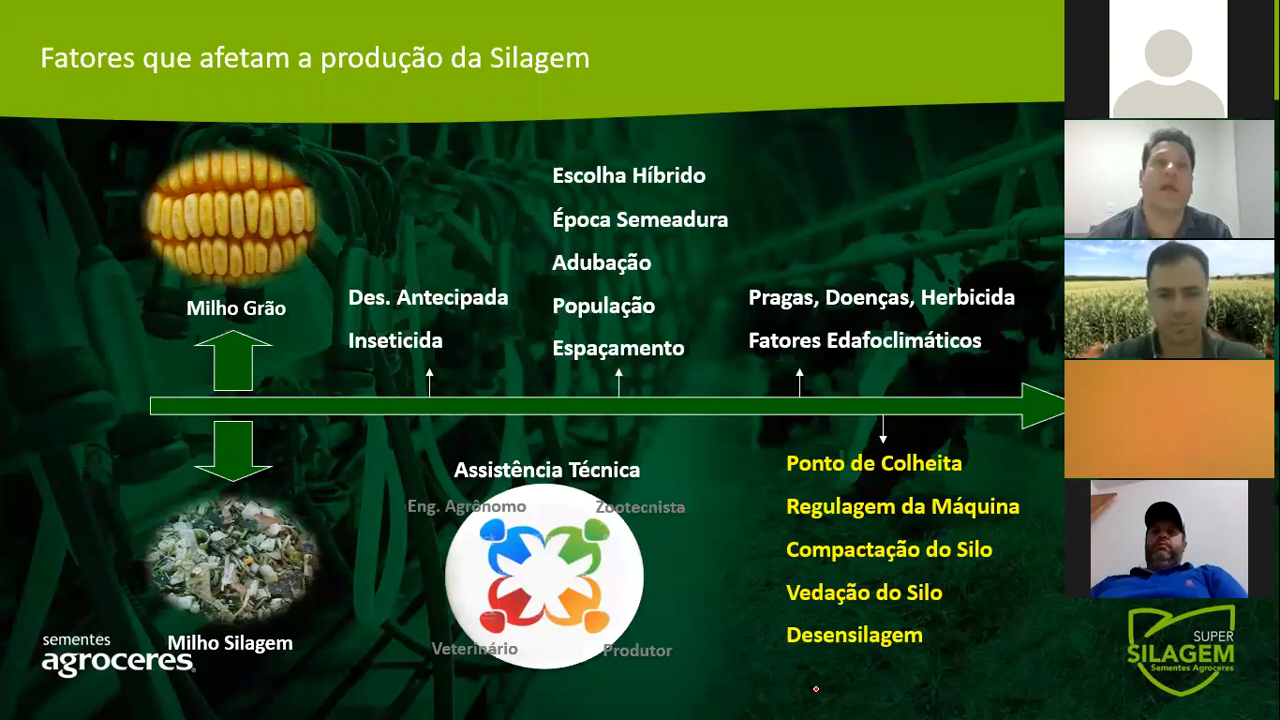 Fatores que afetam a produção da Silagem
Milho Grão
Des. Antecipada
Inseticida
Escolha Híbrido
Época Semeadura
Adubação
População
Espaçamento
Pragas, Doenças, Herbicida
Fatores Edafoclimáticos
Assistência Técnica
Eng. Agrônomo
Zootecnista
Veterinário
Produtor
Ponto de Colheita
Regulagem da Máquina
Compactação do Silo
Vedação do Silo
Desensilagem
Milho Silagem
sementes
agroceres
SUPER
SILAGEM
Sementes Agroceres